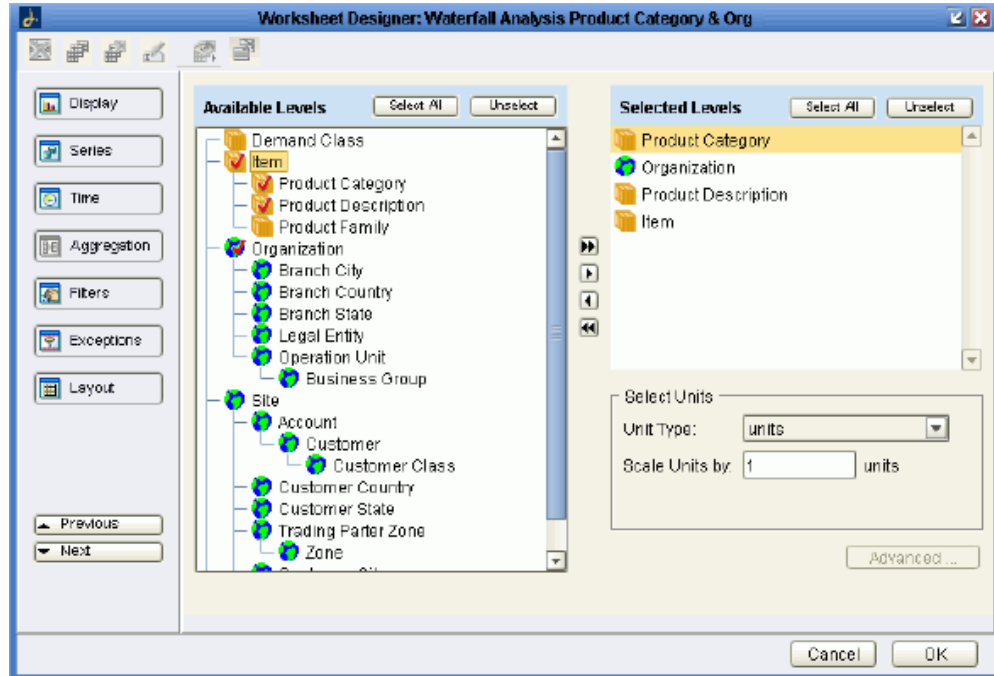 Worksheet Designer: Waterfall Analysis Product Category & Org
Display
Series
Time
Aggregation
Filters
Exceptions
Layout
Previous
Next
Available Levels
Select All
Unselect
Demand Class
Item
Product Category
Product Description
Product Family
Organization
Branch City
Branch Country
Branch State
Legal Entity
Operation Unit
Business Group
Site
Account
Customer
Customer Class
Customer Country
Customer State
Trading Parter Zone
Zone
Selected Levels
Select All
Unselect
Product Category
Organization
Product Description
Item
Select Units
Unit Type: units
Scale Units by: 1 units
Advanced ...
Cancel
OK